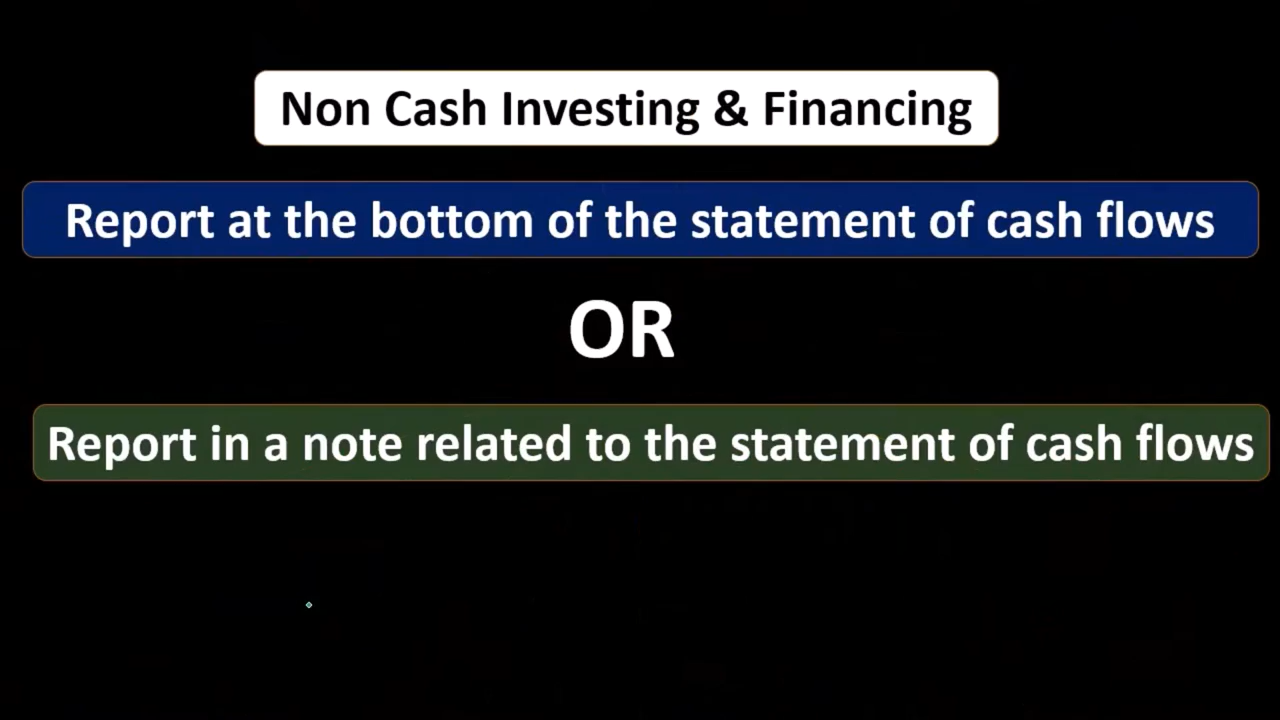 Non Cash Investing & Financing
Report at the bottom of the statement of cash flows
OR
Report in a note related to the statement of cash flows